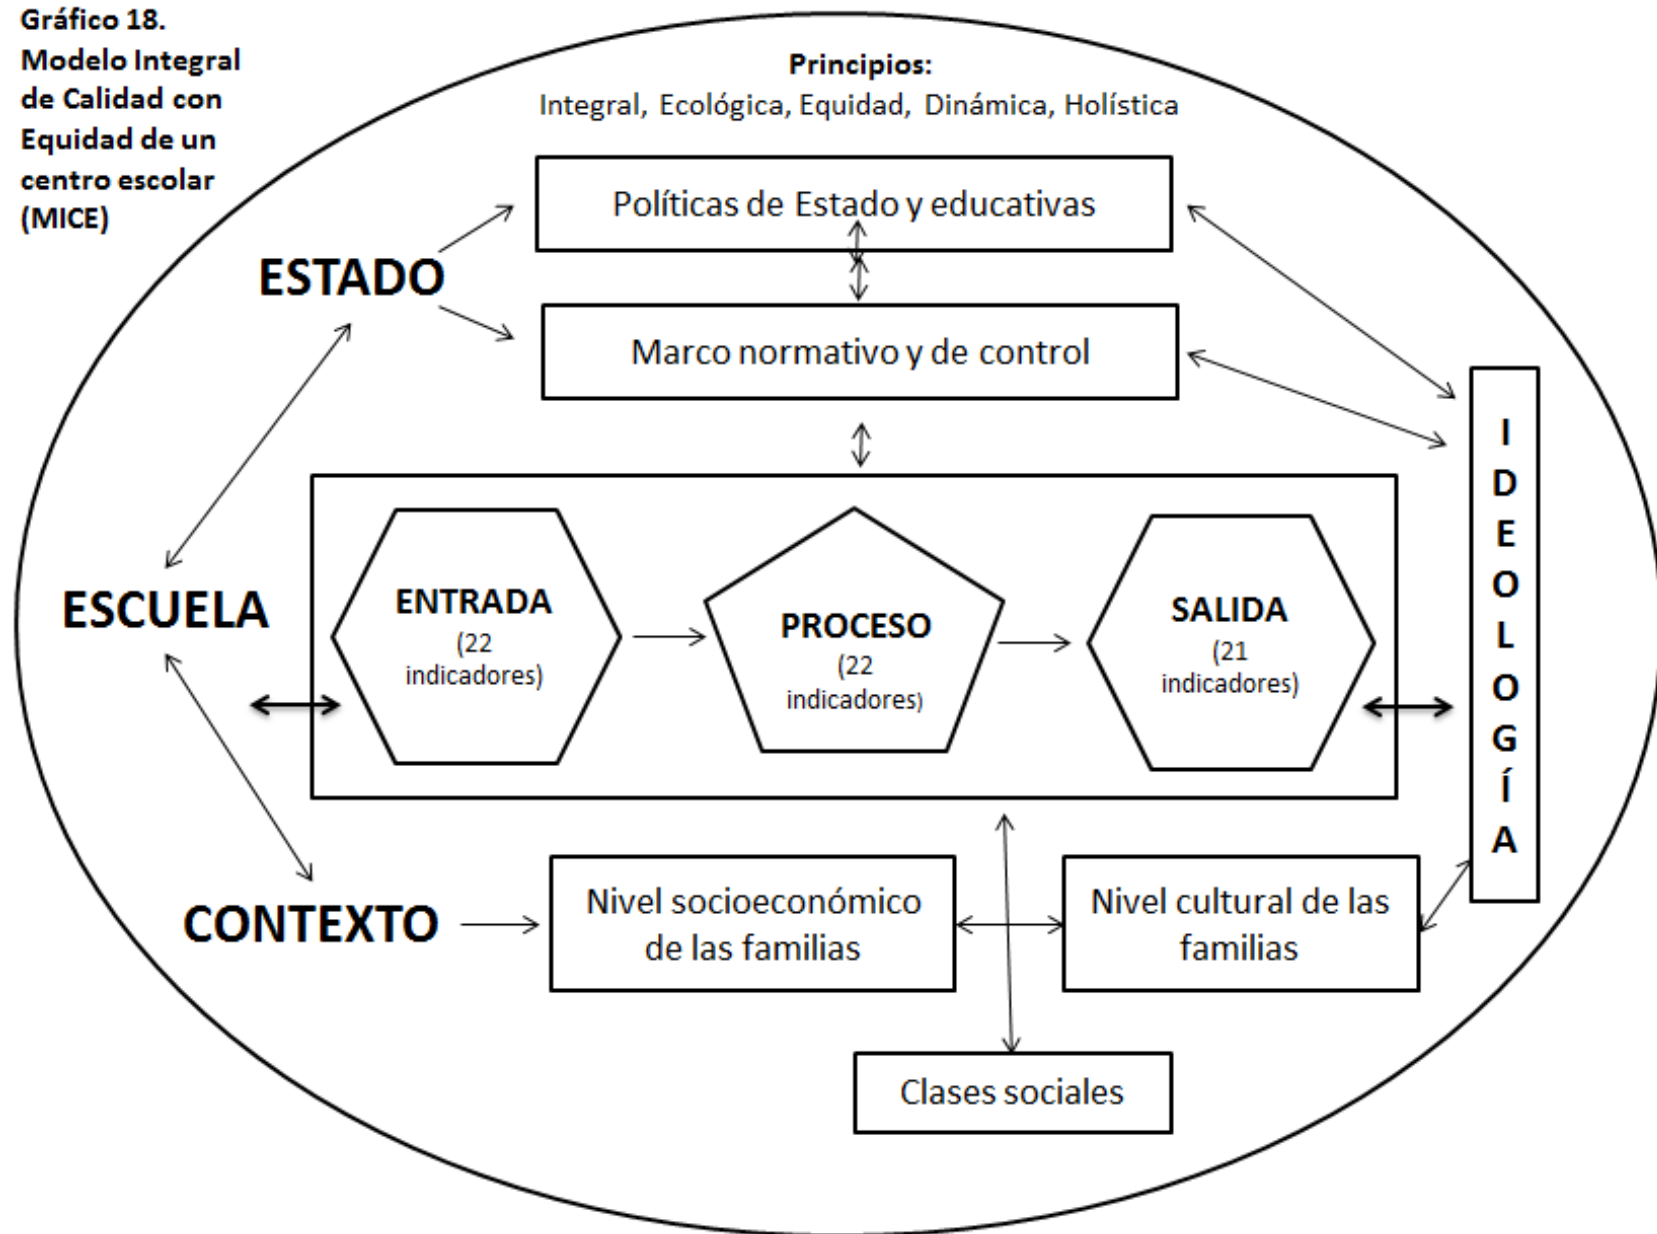 Gráfico 18.
Modelo Integral
de Calidad con
Equidad de un
centro escolar
(MICE)
Principios:
Integral, Ecológica, Equidad, Dinámica, Holística
Políticas de Estado y educativas
ESTADO
Marco normativo y de control
IDEOLOGÍA
ESCUELA
ENTRADA
(22
indicadores)
PROCESO
(22
indicadores)
SALIDA
(21
indicadores)
CONTEXTO
Nivel socioeconómico
de las familias
Nivel cultural de las
familias
Clases sociales